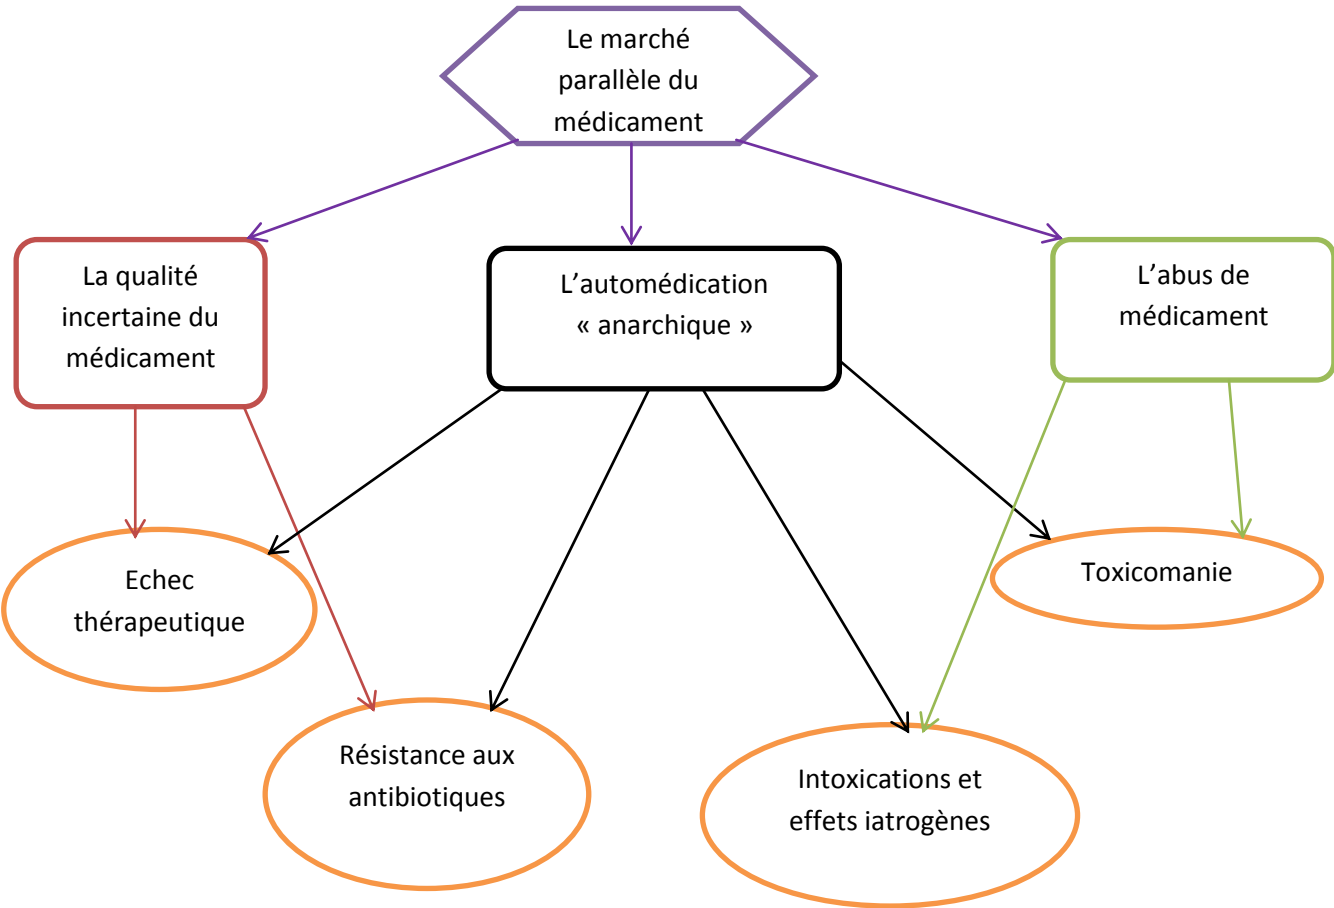 Le marché
parallèle du
médicament
La qualité
incertaine du
médicament
L’automédication
« anarchique »
L’abus de
médicament
Echec
thérapeutique
Résistance aux
antibiotiques
Intoxications et
effets iatrogènes
Toxicomanie